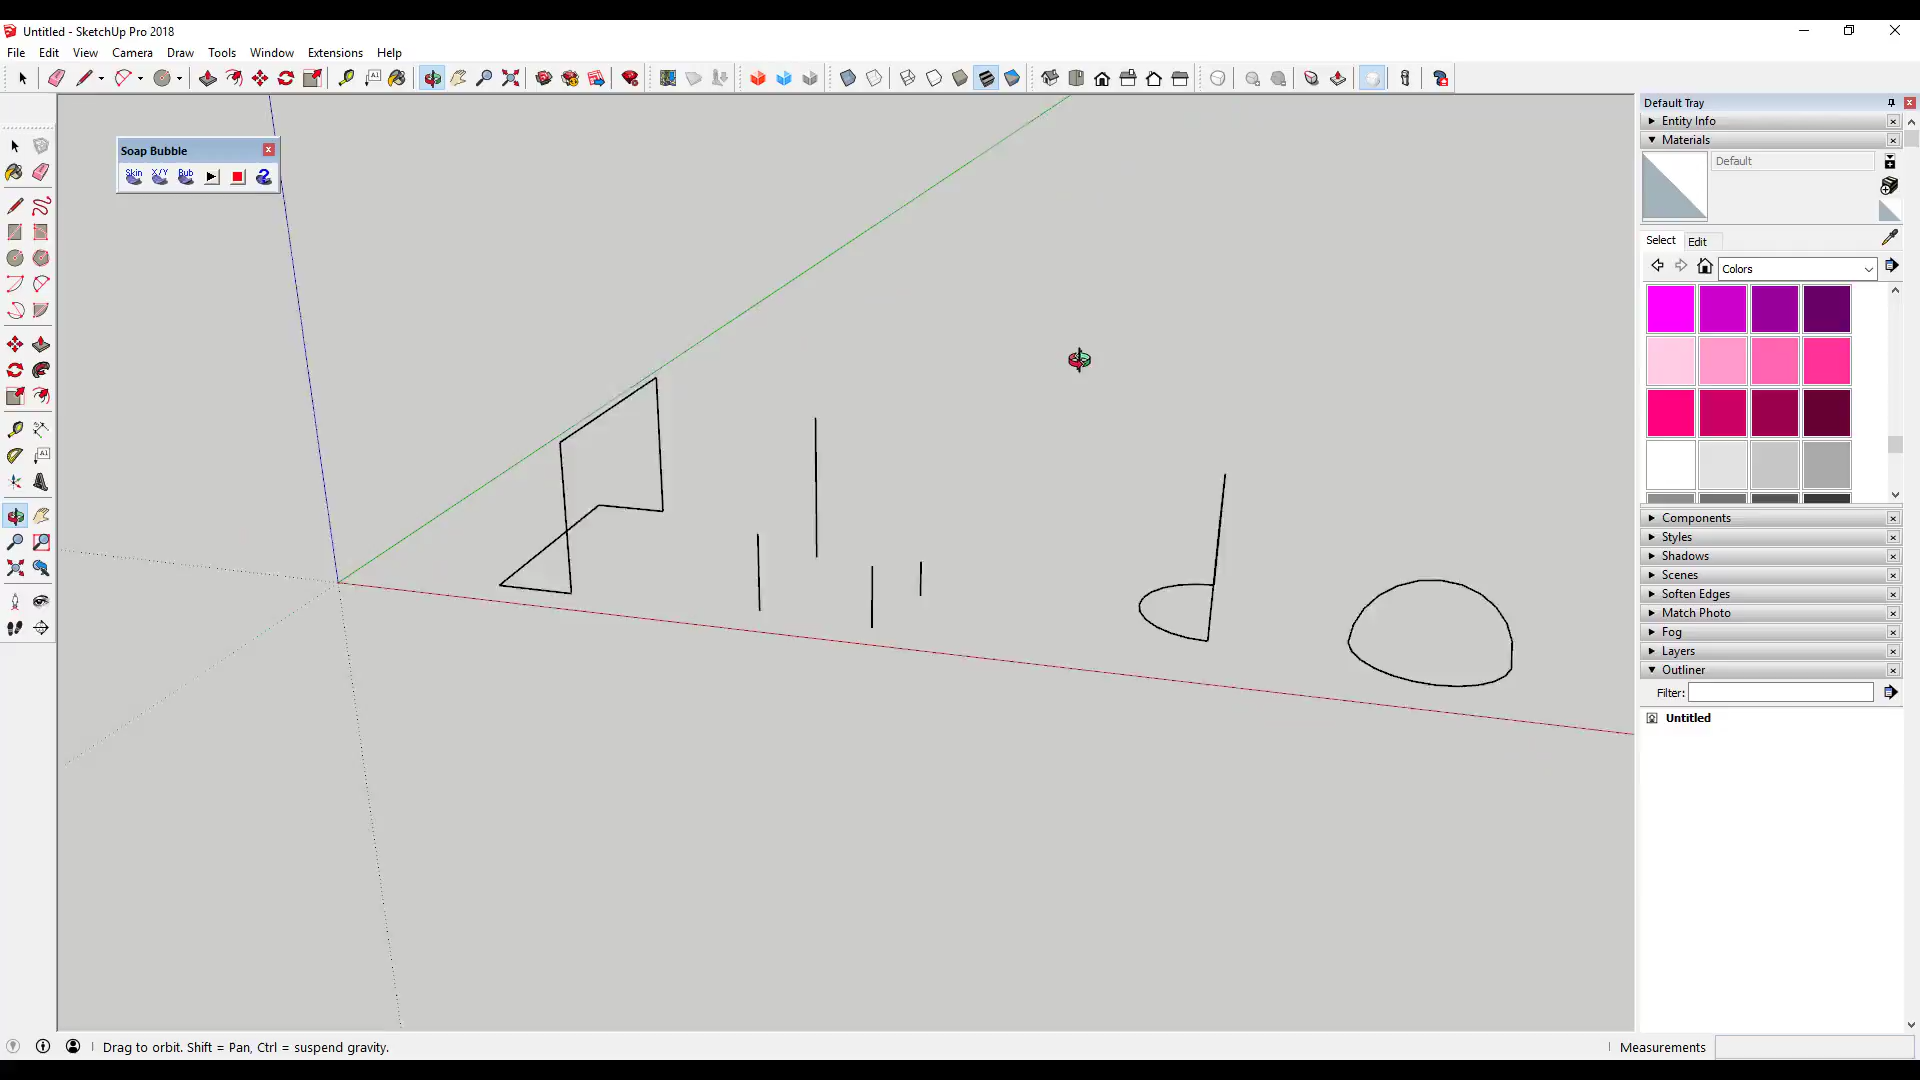 Untitled - SketchUp Pro 2018
File Edit View Camera Draw Tools Window Extensions Help
Default Tray
Entity Info
Materials
Default
Soap Bubble
Skin X/Y Bub
Select Edit
Colors
Components
Styles
Shadows
Scenes
Soften Edges
Match Photo
Fog
Layers
Outliner
Filter:
Untitled
Drag to orbit. Shift = Pan, Ctrl = suspend gravity.
Measurements